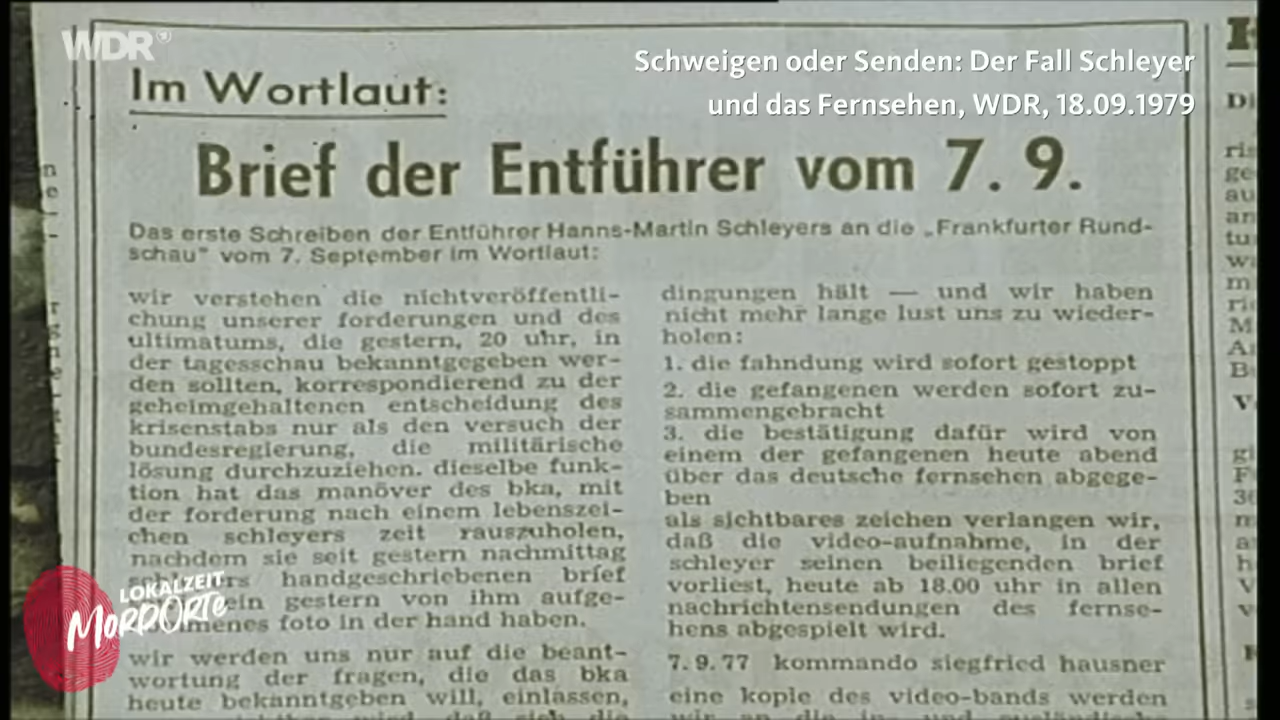 WDR
Schweigen oder Senden: Der Fall Schleyer
und das Fernsehen, WDR, 18.09.1979
Im Wortlaut:
Brief der Entführer vom 7. 9.
Das erste Schreiben der Entführer Hanns-Martin Schleyers an die „Frankfurter Rund-
schau" vom 7. September im Wortlaut:
wir verstehen die nichtveröffentli-
chung unserer forderungen und des
ultimatums, die gestern, 20 uhr, in
der tagesschau bekanntgegeben wer-
den sollten, korrespondierend zu der
geheimgehaltenen entscheidung des
krisenstabs nur als den versuch der
bundesregierung, die militärische
lösung durchzuziehen. dieselbe funk-
tion hat das manöver des bka, mit
der forderung nach einem lebenszei-
chen schleyers zeit rauszuholen,
nachdem sie seit gestern nachmittag
handgeschriebenen brief
ein gestern von ihm aufge-
foto in der hand haben.
wir werden uns nur auf die beant-
wortung der fragen, die das bka
heute bekanntgeben will, einlassen,
dingungen hält — und wir haben
nicht mehr lange lust uns zu wieder-
holen:
1. die fahndung wird sofort gestoppt
2. die gefangenen werden sofort zu-
sammengebracht
3. die bestätigung dafür wird von
einem der gefangenen heute abend
über das deutsche fernsehen abgege-
ben
als sichtbares zeichen verlangen wir,
daß die video-aufnahme, in der
schleyer seinen beiliegenden brief
vorliest, heute ab 18.00 uhr in allen
nachrichtensendungen des fernse-
hens abgespielt wird.
7. 9. 77 kommando siegfried hausner
eine kopie des video-bands werden
LOKALZEIT
MORDORTE